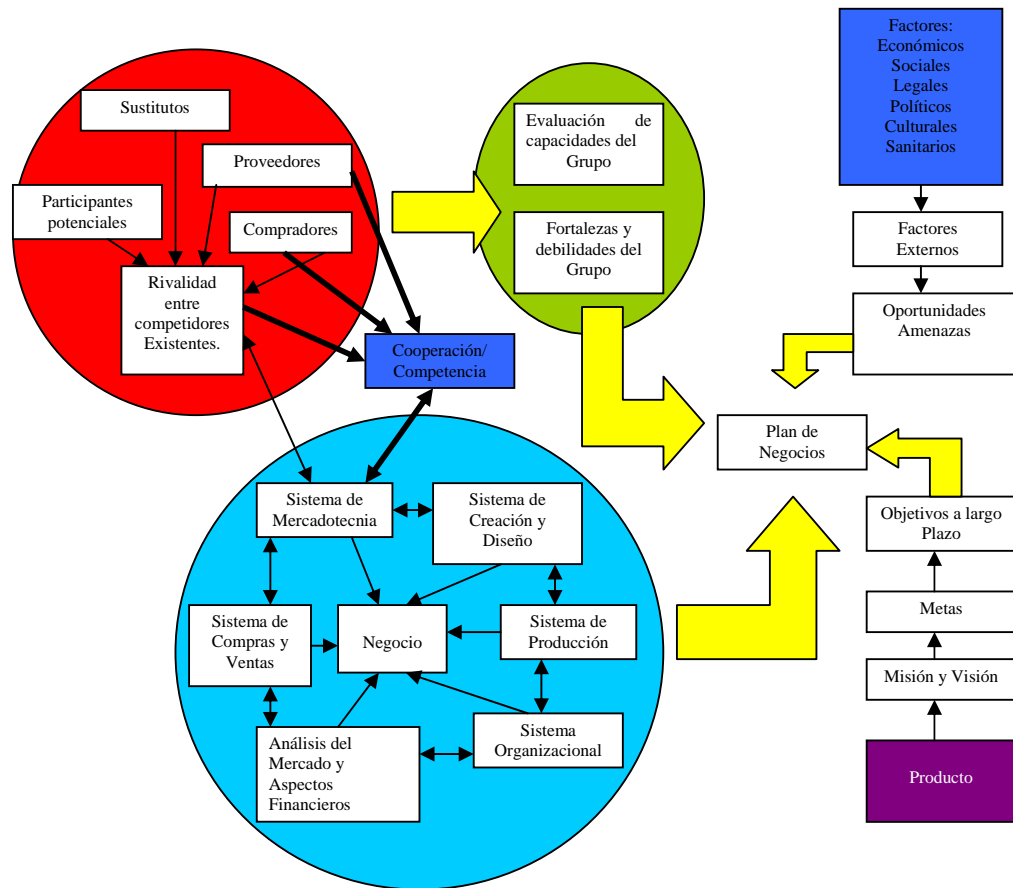 Sustitutos
Proveedores
Participantes
potenciales
Compradores
Rivalidad
entre
competidores
Existentes.
Cooperación/
Competencia
Evaluación de
capacidades del
Grupo
Fortalezas y
debilidades del
Grupo
Factores:
Económicos
Sociales
Legales
Políticos
Culturales
Sanitarios
Factores
Externos
Oportunidades
Amenazas
Plan de
Negocios
Objetivos a largo
Plazo
Metas
Misión y Visión
Producto
Sistema de
Mercadotecnia
Sistema de
Creación y
Diseño
Sistema de
Compras y
Ventas
Negocio
Sistema de
Producción
Análisis del
Mercado y
Aspectos
Financieros
Sistema
Organizacional